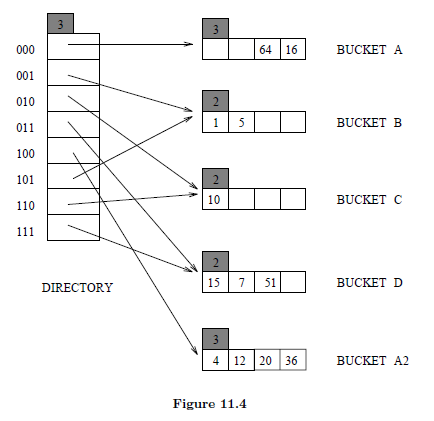 3
000
001
010
011
100
101
110
111
DIRECTORY
3
64 16 BUCKET A
2
1 5 BUCKET B
2
10 BUCKET C
2
15 7 51 BUCKET D
3
4 12 20 36 BUCKET A2
Figure 11.4